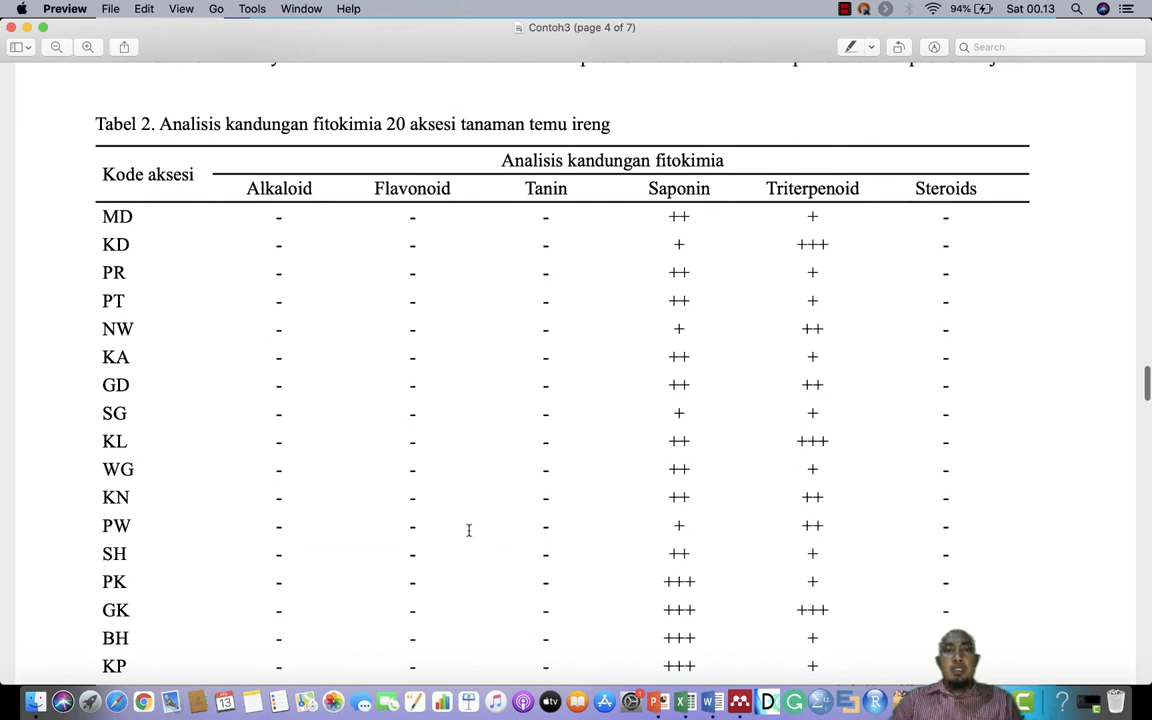 Preview File Edit View Go Tools Window Help 94% Sat 00.13
Contoh3 (page 4 of 7)
Search
Tabel 2. Analisis kandungan fitokimia 20 aksesi tanaman temu ireng
Kode aksesi Analisis kandungan fitokimia
Alkaloid Flavonoid Tanin Saponin Triterpenoid Steroids
MD - - - ++ + -
KD - - - + +++ -
PR - - - ++ + -
PT - - - ++ + -
NW - - - + ++ -
KA - - - ++ + -
GD - - - ++ ++ -
SG - - - + + -
KL - - - ++ +++ -
WG - - - ++ + -
KN - - - ++ ++ -
PW - - - + ++ -
SH - - - ++ + -
PK - - - +++ + -
GK - - - +++ +++ -
BH - - - +++ +
KP - - - +++ +